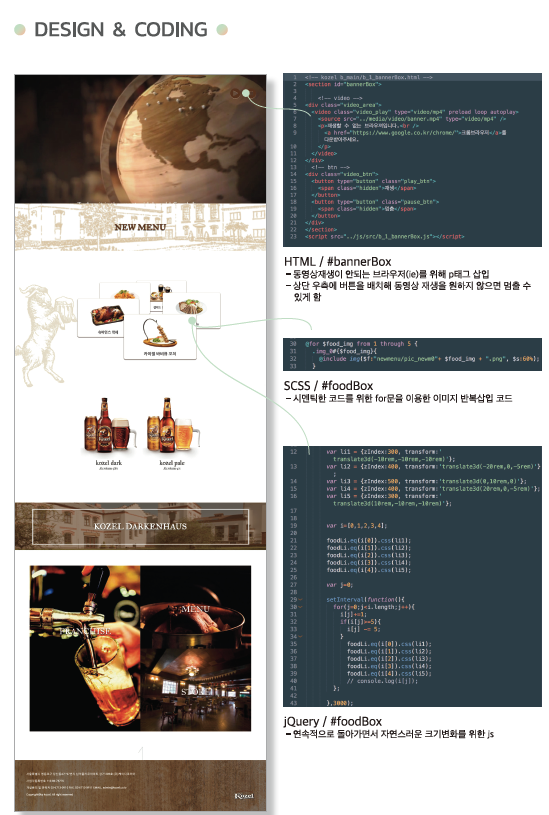 DESIGN & CODING
NEW MENU
카라멜 바비큐 꼬치
kozel dark
kozel pale
KOZEL DARKENHAUS
MENU
Kozel
1 <!-- kozel b_main/b_1_bannerBox.html -->
2 <section id="bannerBox">
3
4 <!-- video -->
5 <div class="video_area">
6 <video class="video_play" type="video/mp4" preload loop autoplay>
7 <source src="../media/video/banner.mp4" type="video/mp4" />
8 <p>재생할 수 없는 브라우저입니다.<br />
9 <a href="https://www.google.co.kr/chrome/">크롬브라우저</a>를
다운받아주세요.
10 </p>
11 </video>
12 </div>
13 <!-- btn -->
14 <div class="video_btn">
15 <button type="button" class="play_btn">
16 <span class="hidden">재생</span>
17 </button>
18 <button type="button" class="pause_btn">
19 <span class="hidden">멈춤</span>
20 </button>
21 </div>
22 </section>
23 <script src="../js/src/b_1_bannerBox.js"></script>
HTML / #bannerBox
– 동영상재생이 안되는 브라우저(ie)를 위해 p태그 삽입
– 상단 우측에 버튼을 배치해 동영상 재생을 원하지 않으면 멈출 수
있게 함
30 @for $food_img from 1 through 5 {
31 .img_0#{$food_img}{
32 @include img($f:"newmenu/pic_newm0"+ $food_img + ".png", $s:60%);
33 }
SCSS / #foodBox
– 시멘틱한 코드를 위한 for문을 이용한 이미지 반복삽입 코드
12 var li1 = {zIndex:300, transform:'
translate3d(-10rem,-10rem,-10rem)'};
13 var li2 = {zIndex:400, transform:'translate3d(-20rem,0,-5rem)'}
;
14 var li3 = {zIndex:500, transform:'translate3d(0,10rem,0)'};
15 var li4 = {zIndex:400, transform:'translate3d(20rem,0,-5rem)'};
16 var li5 = {zIndex:300, transform:'
translate3d(10rem,-10rem,-10rem)'};
17
18
19 var i=[0,1,2,3,4];
20
21 foodLi.eq(i[0]).css(li1);
22 foodLi.eq(i[1]).css(li2);
23 foodLi.eq(i[2]).css(li3);
24 foodLi.eq(i[3]).css(li4);
25 foodLi.eq(i[4]).css(li5);
26
27 var j=0;
28
29 setInterval(function(){
30 for(j=0;j<i.length;j++){
31 i[j]+=1;
32 if(i[j]>=5){
33 i[j] -= 5;
34 }
35 foodLi.eq(i[0]).css(li1);
36 foodLi.eq(i[1]).css(li2);
37 foodLi.eq(i[2]).css(li3);
38 foodLi.eq(i[3]).css(li4);
39 foodLi.eq(i[4]).css(li5);
40 // console.log(i[j]);
41 };
42
43 },3000);
jQuery / #foodBox
– 연속적으로 돌아가면서 자연스러운 크기변화를 위한 js